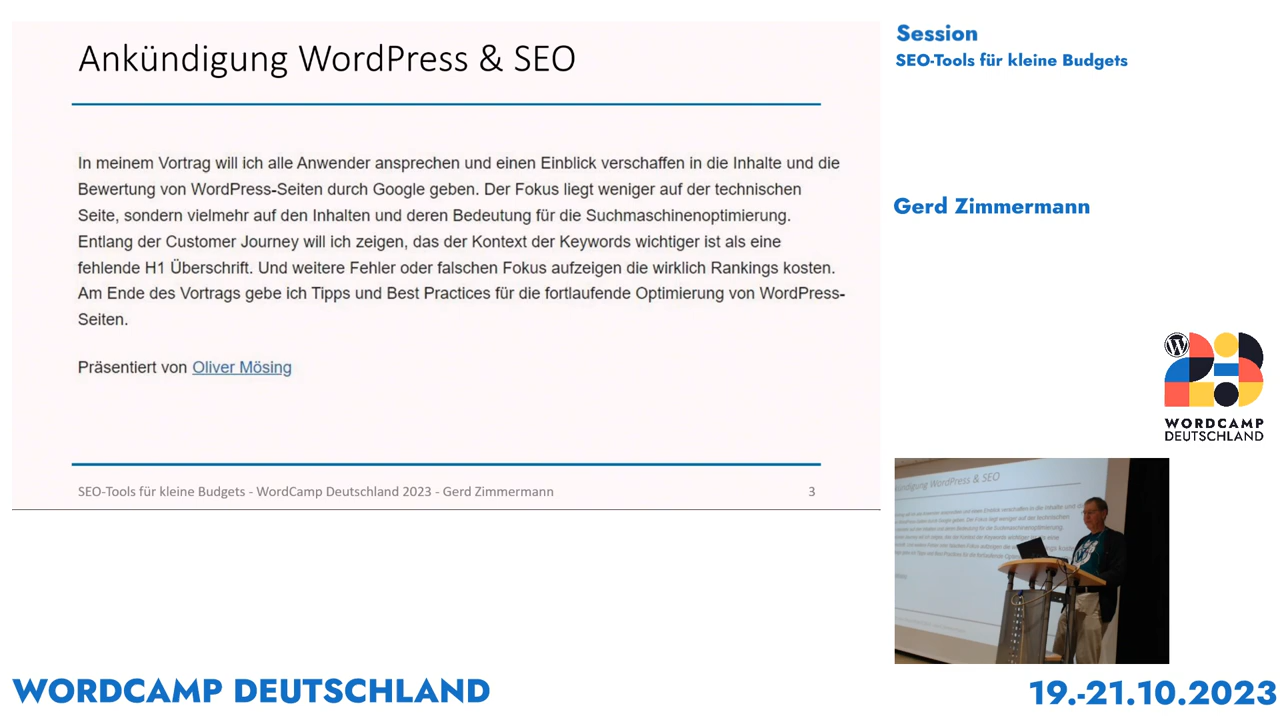 Ankündigung WordPress & SEO
In meinem Vortrag will ich alle Anwender ansprechen und einen Einblick verschaffen in die Inhalte und die
Bewertung von WordPress-Seiten durch Google geben. Der Fokus liegt weniger auf der technischen
Seite, sondern vielmehr auf den Inhalten und deren Bedeutung für die Suchmaschinenoptimierung.
Entlang der Customer Journey will ich zeigen, das der Kontext der Keywords wichtiger ist als eine
fehlende H1 Überschrift. Und weitere Fehler oder falschen Fokus aufzeigen die wirklich Rankings kosten.
Am Ende des Vortrags gebe ich Tipps und Best Practices für die fortlaufende Optimierung von WordPress-
Seiten.
Präsentiert von Oliver Mösing
SEO-Tools für kleine Budgets - WordCamp Deutschland 2023 - Gerd Zimmermann
3
Session
SEO-Tools für kleine Budgets
Gerd Zimmermann
WORDCAMP
DEUTSCHLAND
WordPress & SEO
WORDCAMP DEUTSCHLAND
19.-21.10.2023